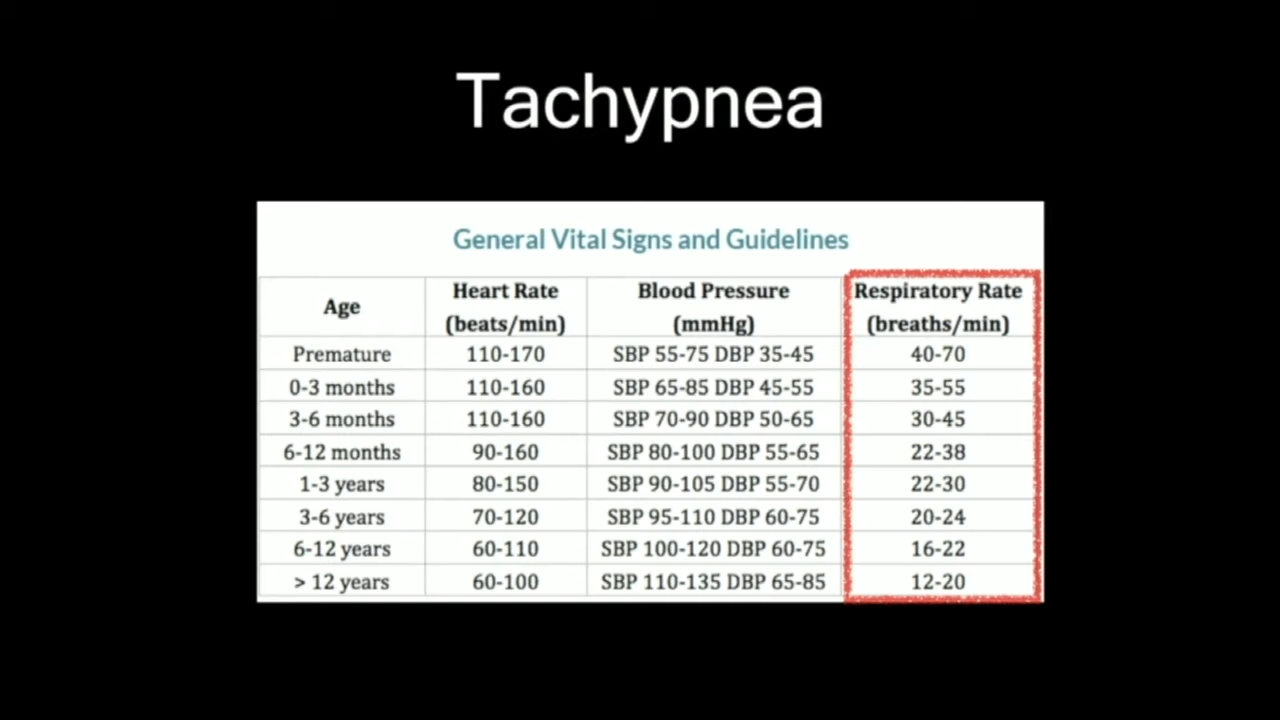 Tachypnea
General Vital Signs and Guidelines
Age Heart Rate (beats/min) Blood Pressure (mmHg) Respiratory Rate (breaths/min)
Premature 110-170 SBP 55-75 DBP 35-45 40-70
0-3 months 110-160 SBP 65-85 DBP 45-55 35-55
3-6 months 110-160 SBP 70-90 DBP 50-65 30-45
6-12 months 90-160 SBP 80-100 DBP 55-65 22-38
1-3 years 80-150 SBP 90-105 DBP 55-70 22-30
3-6 years 70-120 SBP 95-110 DBP 60-75 20-24
6-12 years 60-110 SBP 100-120 DBP 60-75 16-22
> 12 years 60-100 SBP 110-135 DBP 65-85 12-20